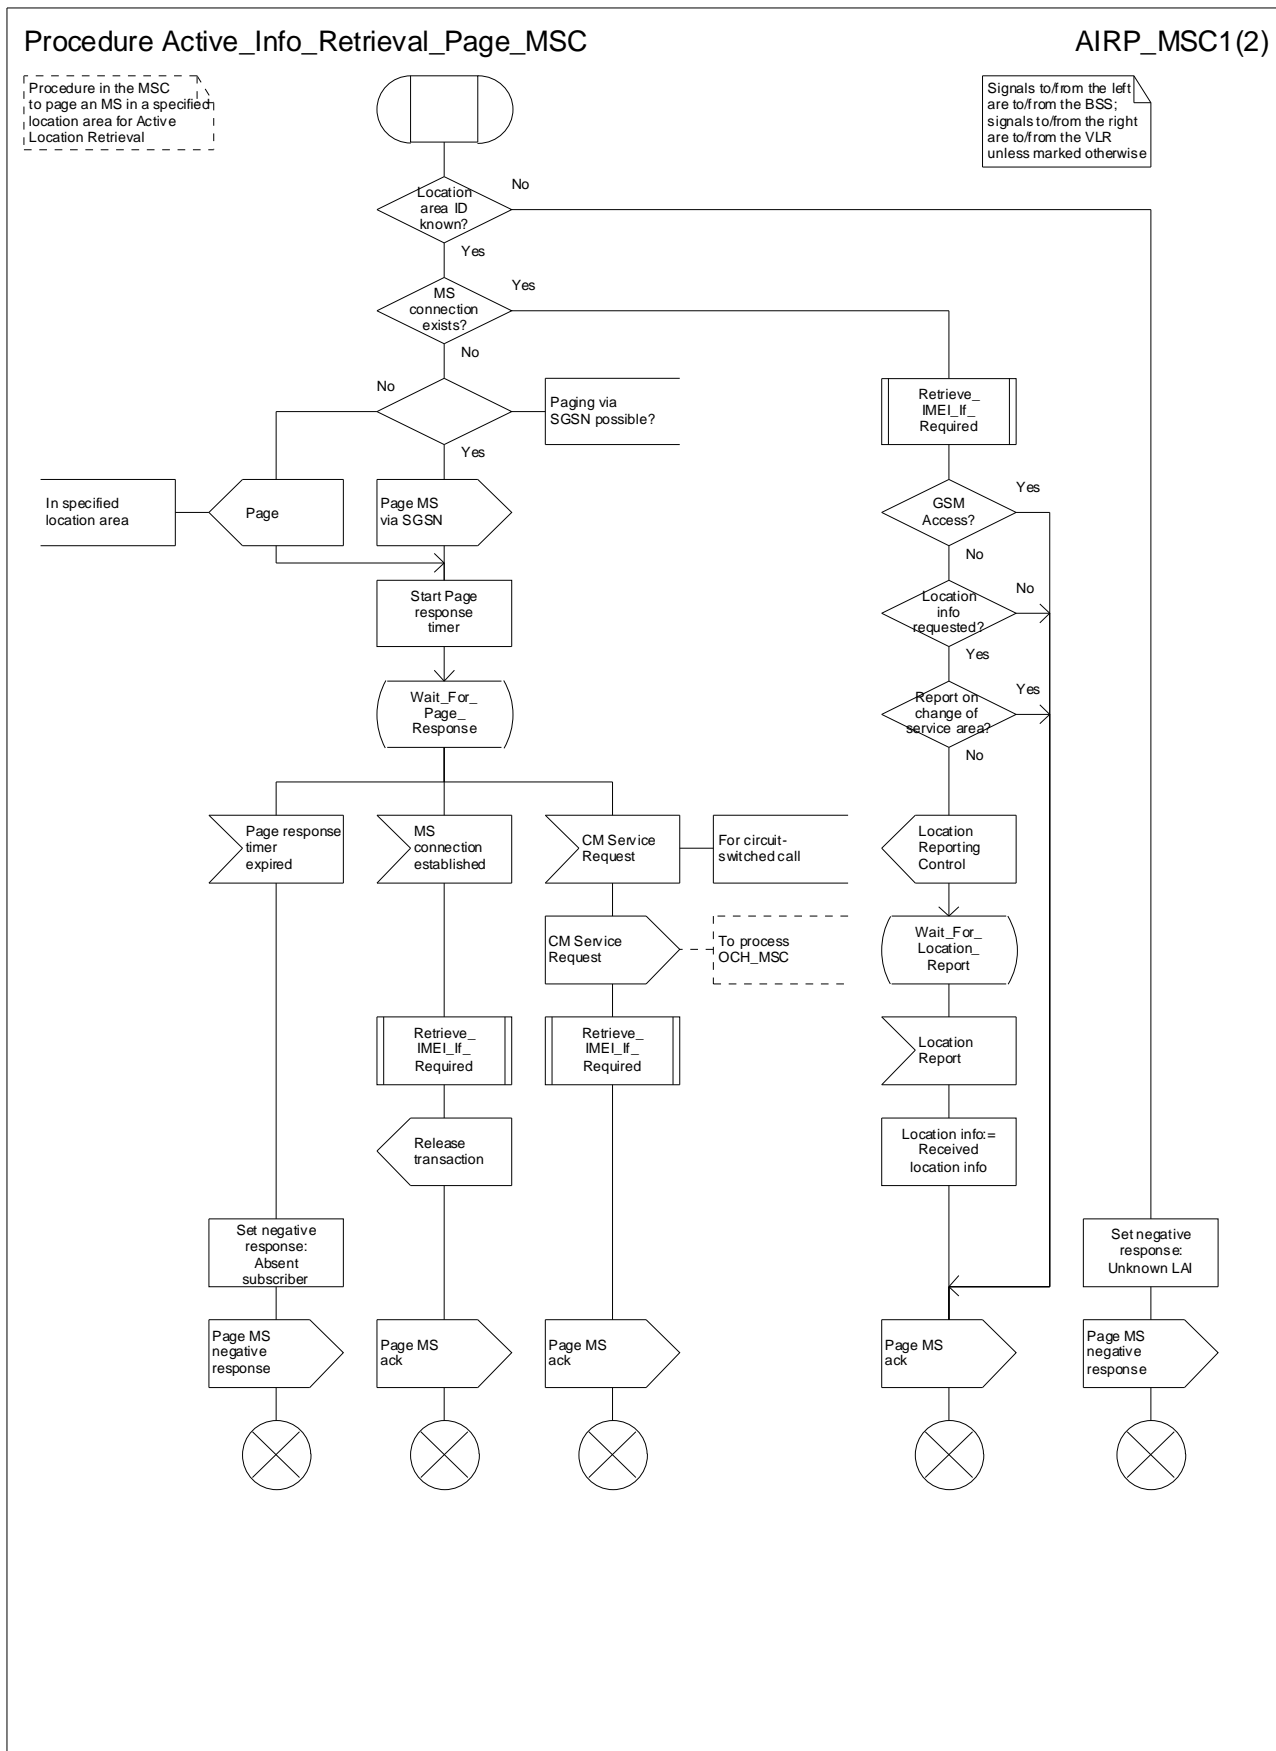 Procedure Active_Info_Retrieval_Page_MSC
AIRP_MSC1(2)
Procedure in the MSC
to page an MS in a specified
location area for Active
Location Retrieval
Signals to/from the left
are to/from the BSS;
signals to/from the right
are to/from the VLR
unless marked otherwise
Location
area ID
known?
No
Yes
MS
connection
exists?
Yes
No
No
Paging via
SGSN possible?
Yes
Retrieve_
IMEI_If_
Required
In specified
location area
Page
Page MS
via SGSN
GSM
Access?
Yes
No
Start Page
response
timer
Location
info
requested?
No
Yes
Wait_For_
Page_
Response
Report on
change of
service area?
Yes
No
Page response
timer
expired
MS
connection
established
CM Service
Request
For circuit-
switched call
Location
Reporting
Control
CM Service
Request
To process
OCH_MSC
Wait_For_
Location_
Report
Retrieve_
IMEI_If_
Required
Retrieve_
IMEI_If_
Required
Location
Report
Release
transaction
Location info:=
Received
location info
Set negative
response:
Absent
subscriber
Set negative
response:
Unknown LAI
Page MS
negative
response
Page MS
ack
Page MS
ack
Page MS
ack
Page MS
negative
response